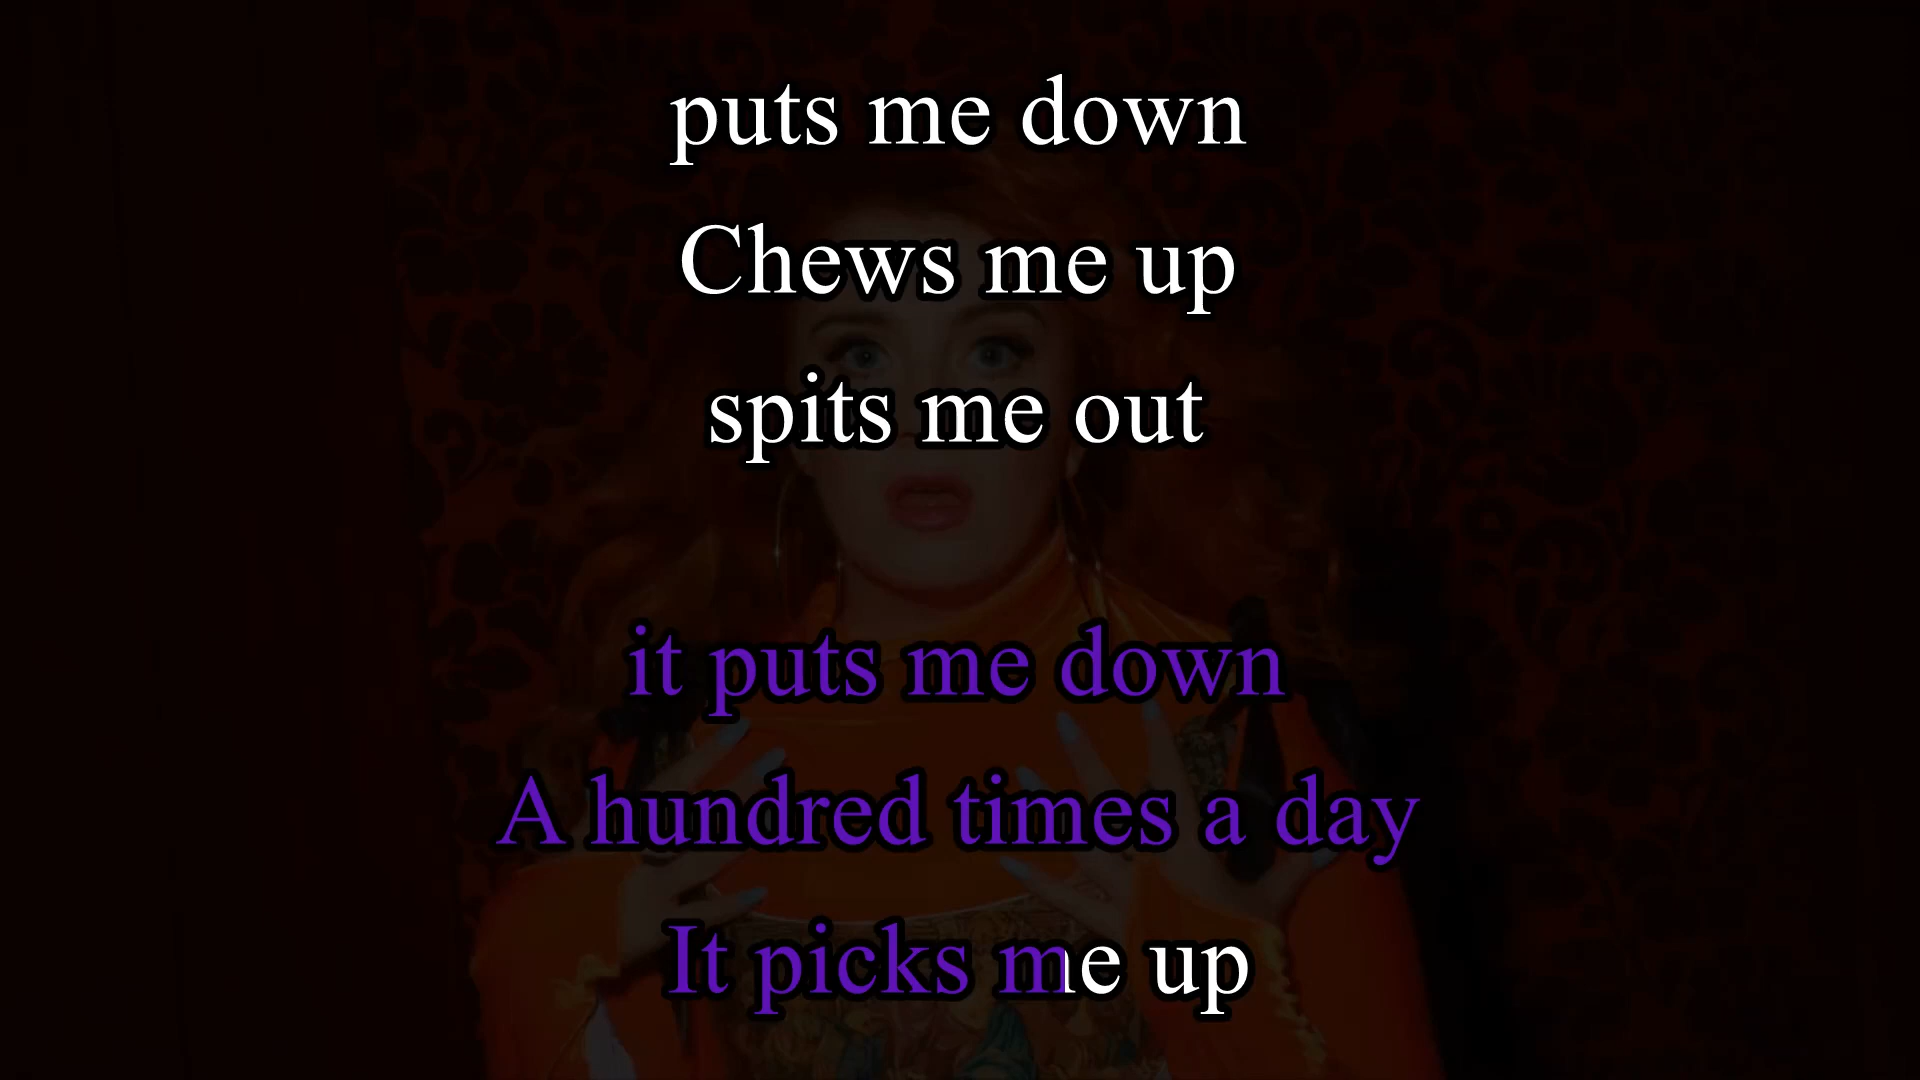 puts me down
Chews me up
spits me out
it puts me down
A hundred times a day
It picks me up